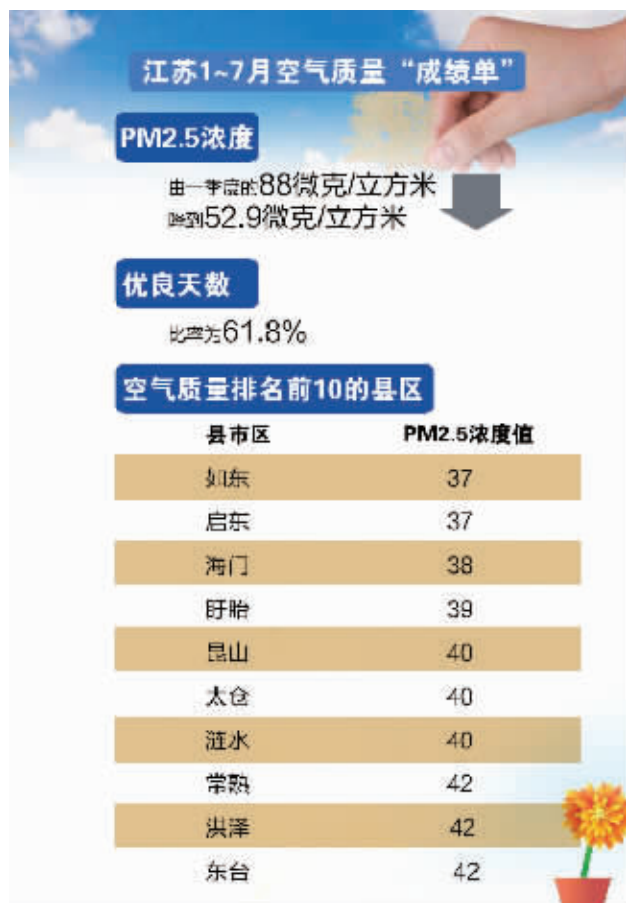 江苏1~7月空气质量“成绩单”
PM2.5浓度
由一季度的88微克/立方米
降到52.9微克/立方米
优良天数
比率为61.8%
空气质量排名前10的县区
县市区 PM2.5浓度值
如东 37
启东 37
海门 38
盱眙 39
昆山 40
太仓 40
涟水 40
常熟 42
洪泽 42
东台 42